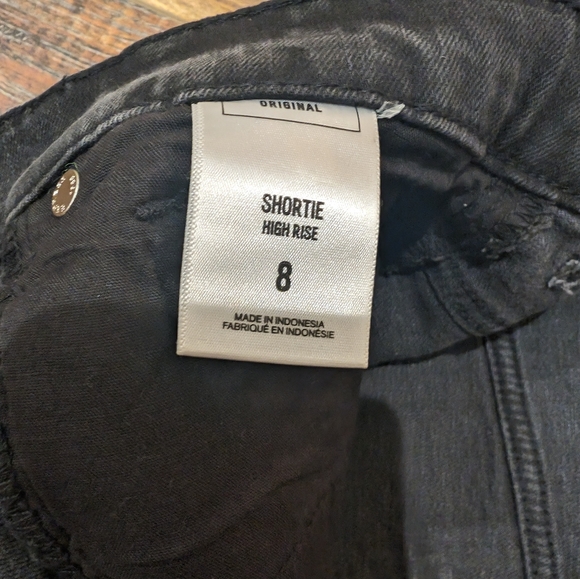 ORIGINAL
SHORTIE
HIGH RISE
8
MADE IN INDONESIA
FABRIQUÉ EN INDONÉSIE